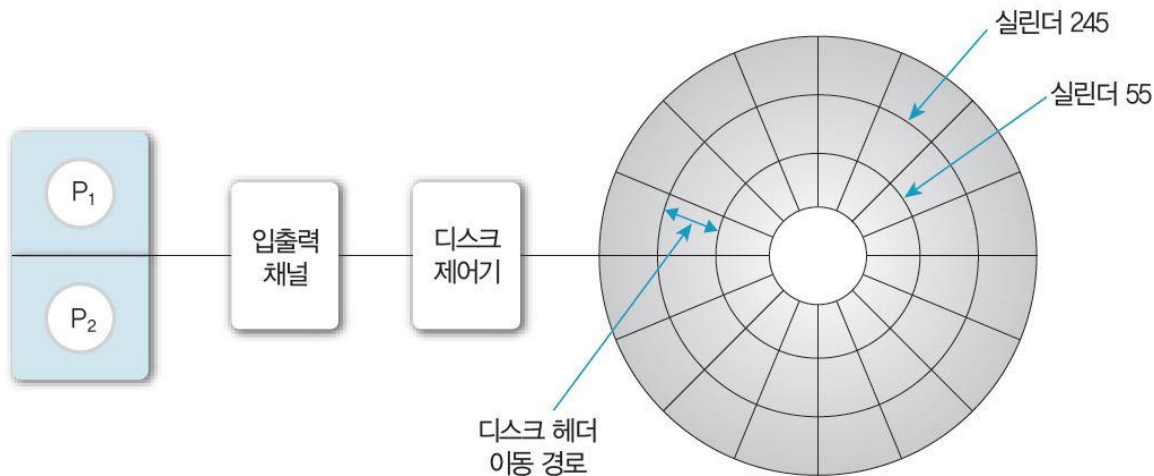 실린더 245
실린더 55
P1
P2
입출력
채널
디스크
제어기
디스크 헤더
이동 경로